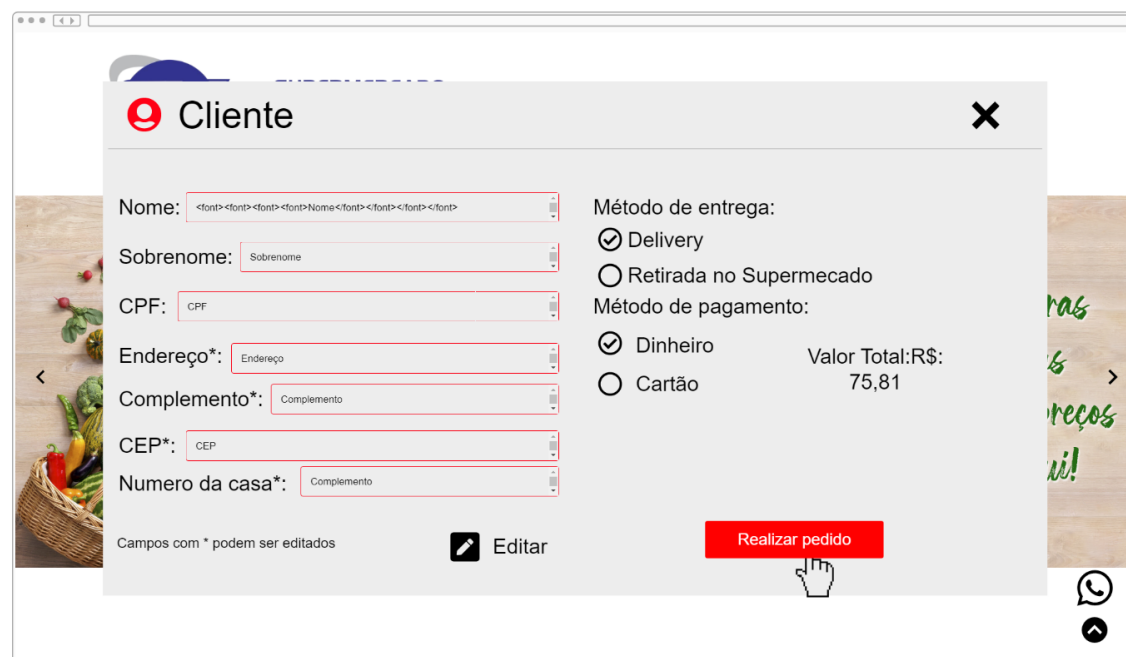 SUPERMERCADO
Cliente
Nome: <font><font><font><font>Nome</font></font></font></font>
Sobrenome: Sobrenome
CPF: CPF
Endereço*: Endereço
Complemento*: Complemento
CEP*: CEP
Numero da casa*: Complemento
Campos com * podem ser editados
Editar
Método de entrega:
Delivery
Retirada no Supermecado
Método de pagamento:
Dinheiro
Cartão
Valor Total:R$:
75,81
Realizar pedido